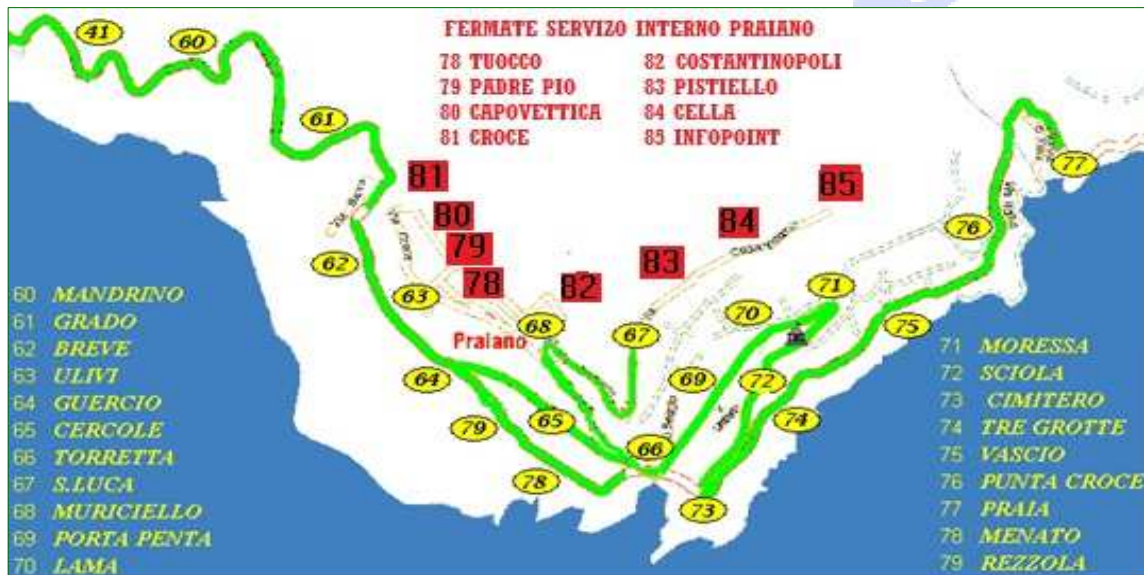 FERMATE SERVIZO INTERNO PRAIANO
78 TUOCCO
79 PADRE PIO
80 CAPOVETTICA
81 CROCE
82 COSTANTINOPOLI
83 PISTIELLO
84 CELLA
85 INFOPOINT
41
60
61
62
63
64
65
66
67
68
69
70
71
72
73
74
75
76
77
78
79
81
80
79
78
82
83
84
85
Praiano
60 MANDRINO
61 GRADO
62 BREVE
63 ULIVI
64 GUERCIO
65 CERCOLE
66 TORRETTA
67 S.LUCA
68 MURICIELLO
69 PORTA PENTA
70 LAMA
71 MORESSA
72 SCIOLA
73 CIMITERO
74 TRE GROTTE
75 VASCIO
76 PUNTA CROCE
77 PRAIA
78 MENATO
79 REZZOLA